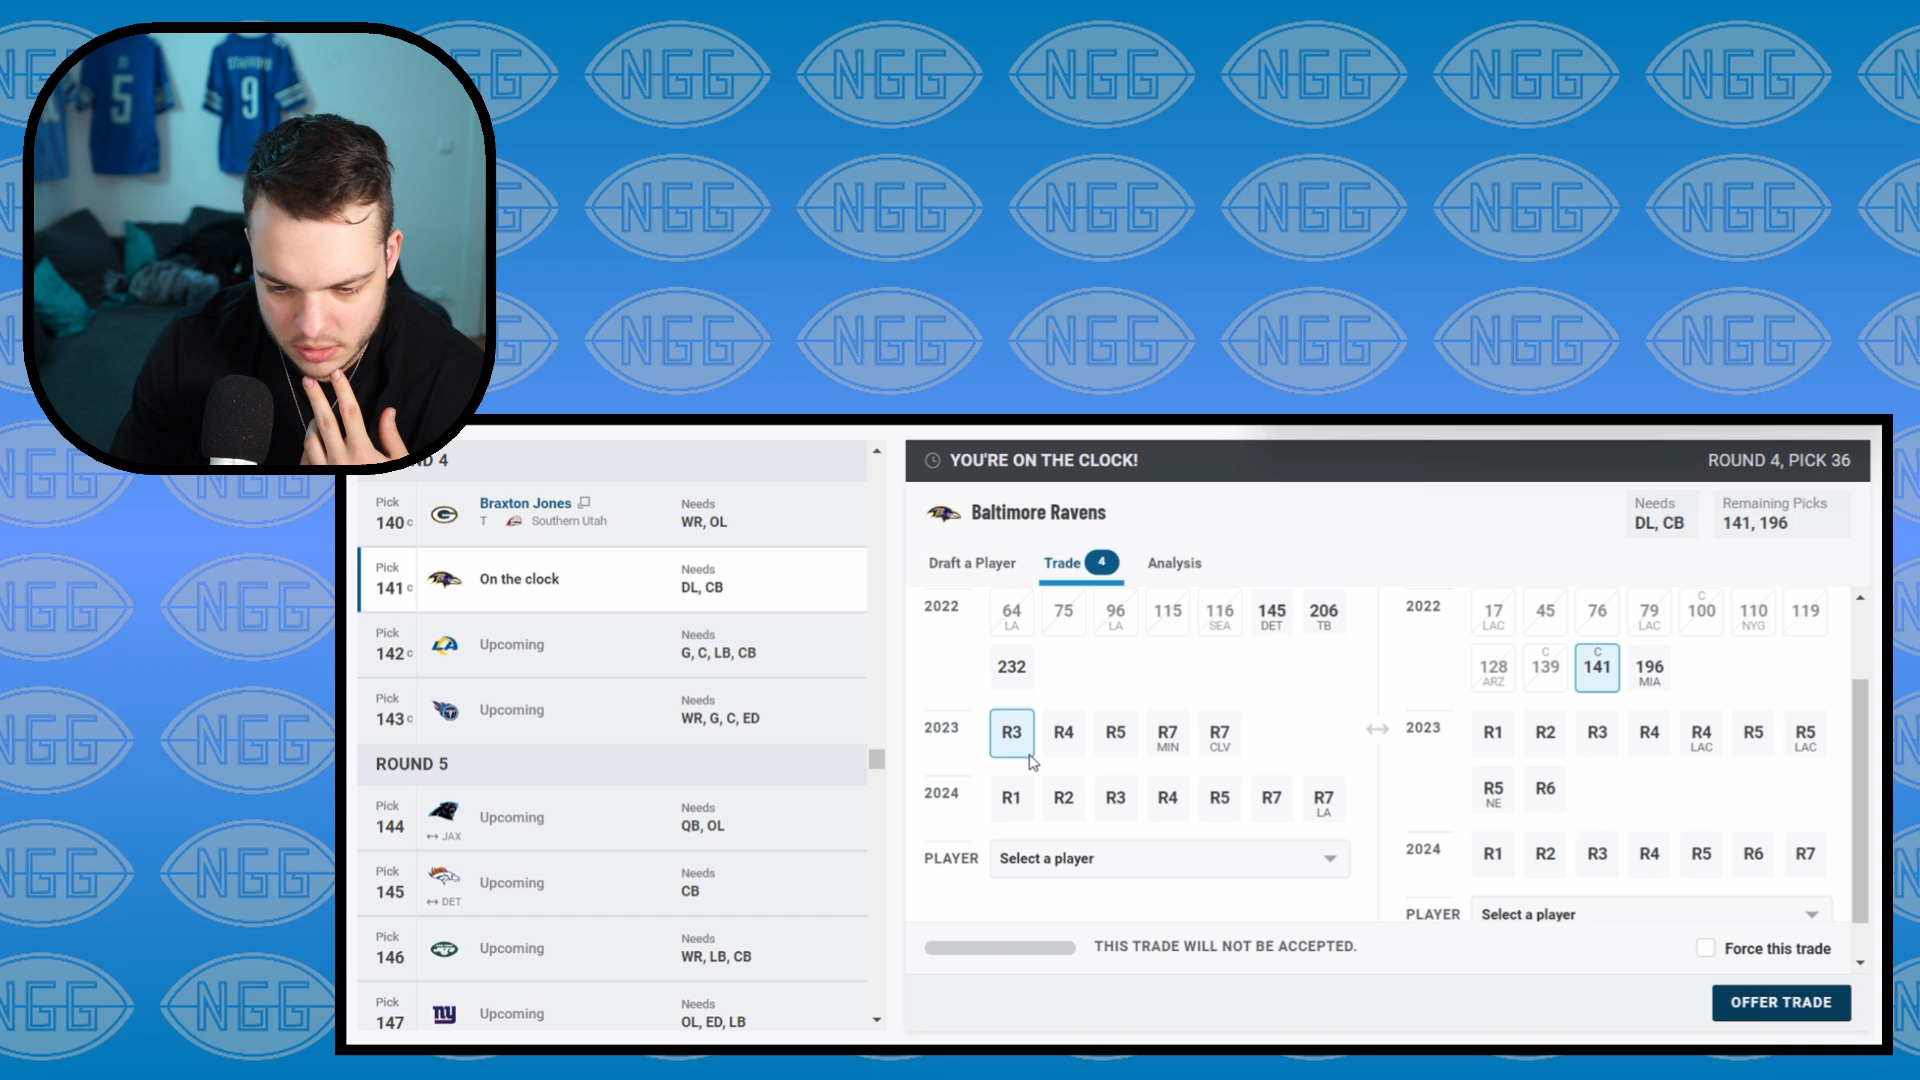 5
9
NGG
ROUND 4
Pick
140 c
Braxton Jones
T Southern Utah
Needs
WR, OL
Pick
141 c
On the clock
Needs
DL, CB
Pick
142 c
Upcoming
Needs
G, C, LB, CB
Pick
143 c
Upcoming
Needs
WR, G, C, ED
ROUND 5
Pick
144
JAX
Upcoming
Needs
QB, OL
Pick
145
DET
Upcoming
Needs
CB
Pick
146
Upcoming
Needs
WR, LB, CB
Pick
147
ny
Upcoming
Needs
OL, ED, LB
YOU'RE ON THE CLOCK!
ROUND 4, PICK 36
Baltimore Ravens
Needs
DL, CB
Remaining Picks
141, 196
Draft a Player Trade 4 Analysis
2022 64 LA 75 96 LA 115 116 SEA 145 DET 206 TB
232
2023 R3 R4 R5 R7 MIN R7 CLV
2024 R1 R2 R3 R4 R5 R7 R7 LA
PLAYER Select a player
2022 17 LAC 45 76 79 LAC C 100 110 NYG 119
128 ARZ C 139 C 141 196 MIA
2023 R1 R2 R3 R4 R4 LAC R5 R5 LAC
R5 NE R6
2024 R1 R2 R3 R4 R5 R6 R7
PLAYER Select a player
THIS TRADE WILL NOT BE ACCEPTED.
Force this trade
OFFER TRADE